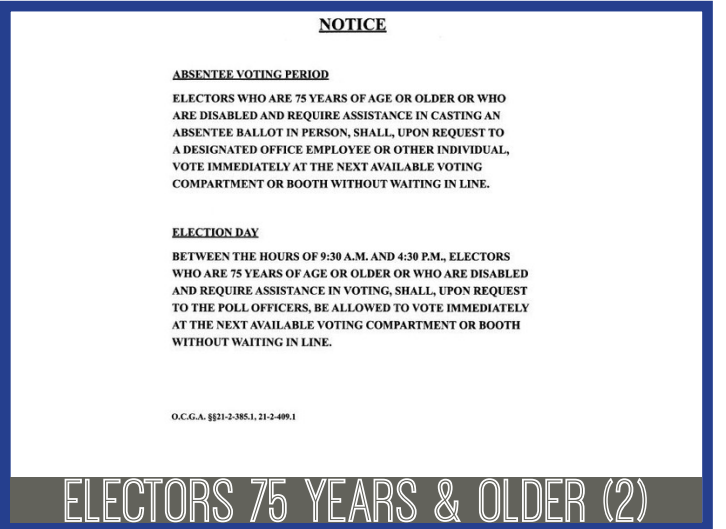 NOTICE
ABSENTEE VOTING PERIOD
ELECTORS WHO ARE 75 YEARS OF AGE OR OLDER OR WHO
ARE DISABLED AND REQUIRE ASSISTANCE IN CASTING AN
ABSENTEE BALLOT IN PERSON, SHALL, UPON REQUEST TO
A DESIGNATED OFFICE EMPLOYEE OR OTHER INDIVIDUAL,
VOTE IMMEDIATELY AT THE NEXT AVAILABLE VOTING
COMPARTMENT OR BOOTH WITHOUT WAITING IN LINE.
ELECTION DAY
BETWEEN THE HOURS OF 9:30 A.M. AND 4:30 P.M., ELECTORS
WHO ARE 75 YEARS OF AGE OR OLDER OR WHO ARE DISABLED
AND REQUIRE ASSISTANCE IN VOTING, SHALL, UPON REQUEST
TO THE POLL OFFICERS, BE ALLOWED TO VOTE IMMEDIATELY
AT THE NEXT AVAILABLE VOTING COMPARTMENT OR BOOTH
WITHOUT WAITING IN LINE.
O.C.G.A. §§21-2-385.1, 21-2-409.1
ELECTORS 75 YEARS & OLDER (2)